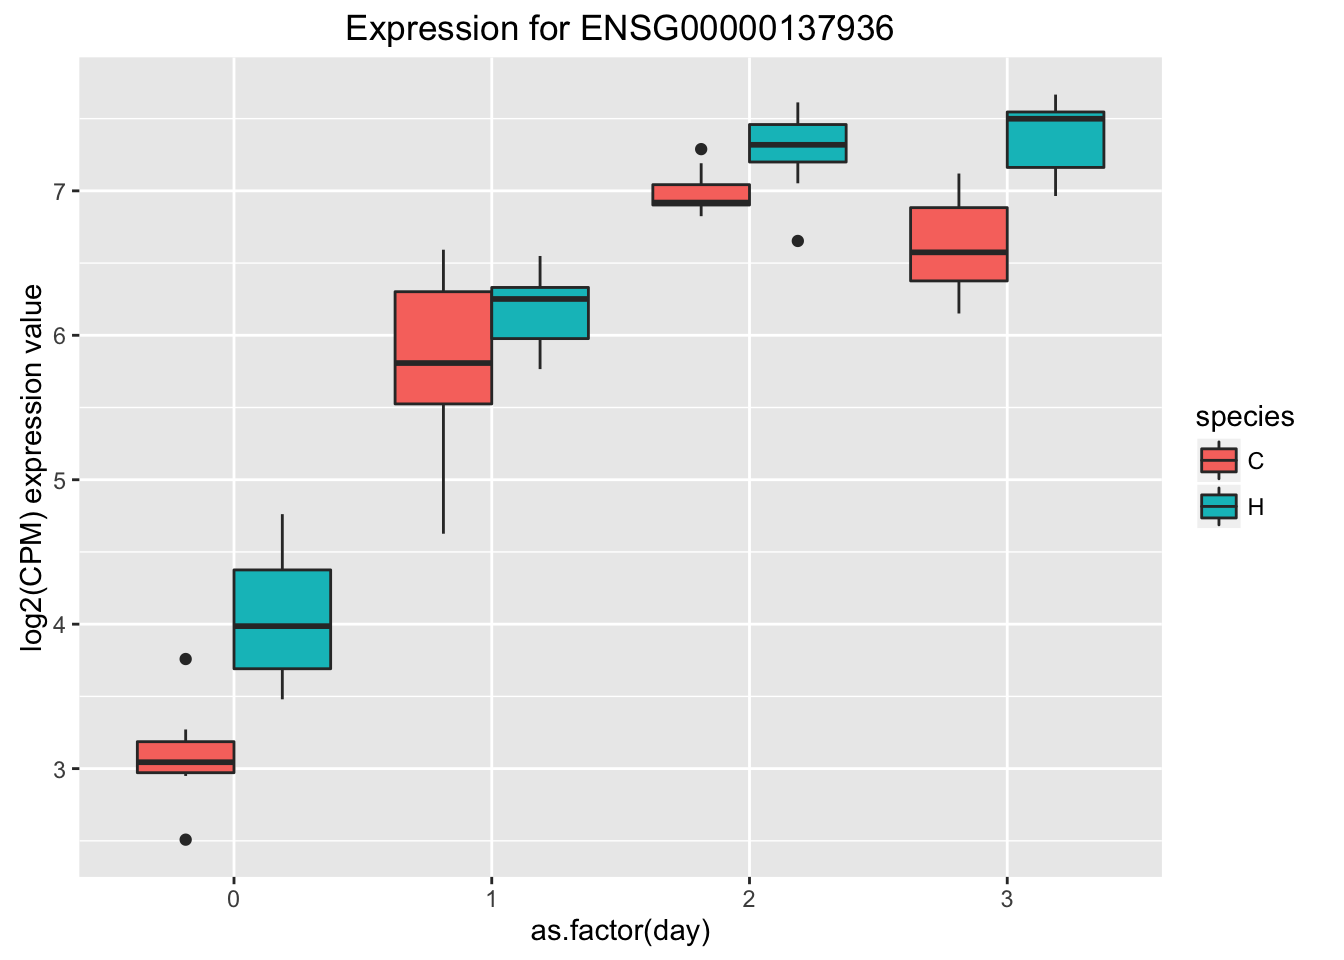 Expression for ENSG00000137936
log2(CPM) expression value
7
6
5
4
3
0 1 2 3
as.factor(day)
species
C
H